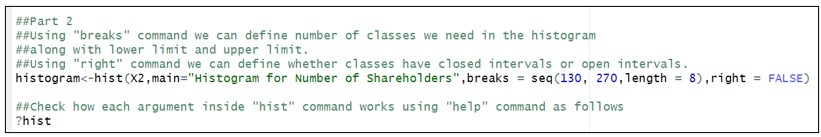 ##Part 2
##Using "breaks" command we can define number of classes we need in the histogram
##along with lower limit and upper limit.
##Using "right" command we can define whether classes have closed intervals or open intervals.
histogram<-hist(X2,main="Histogram for Number of Shareholders",breaks = seq(130, 270,length = 8),right = FALSE)
##Check how each argument inside "hist" command works using "help" command as follows
?hist